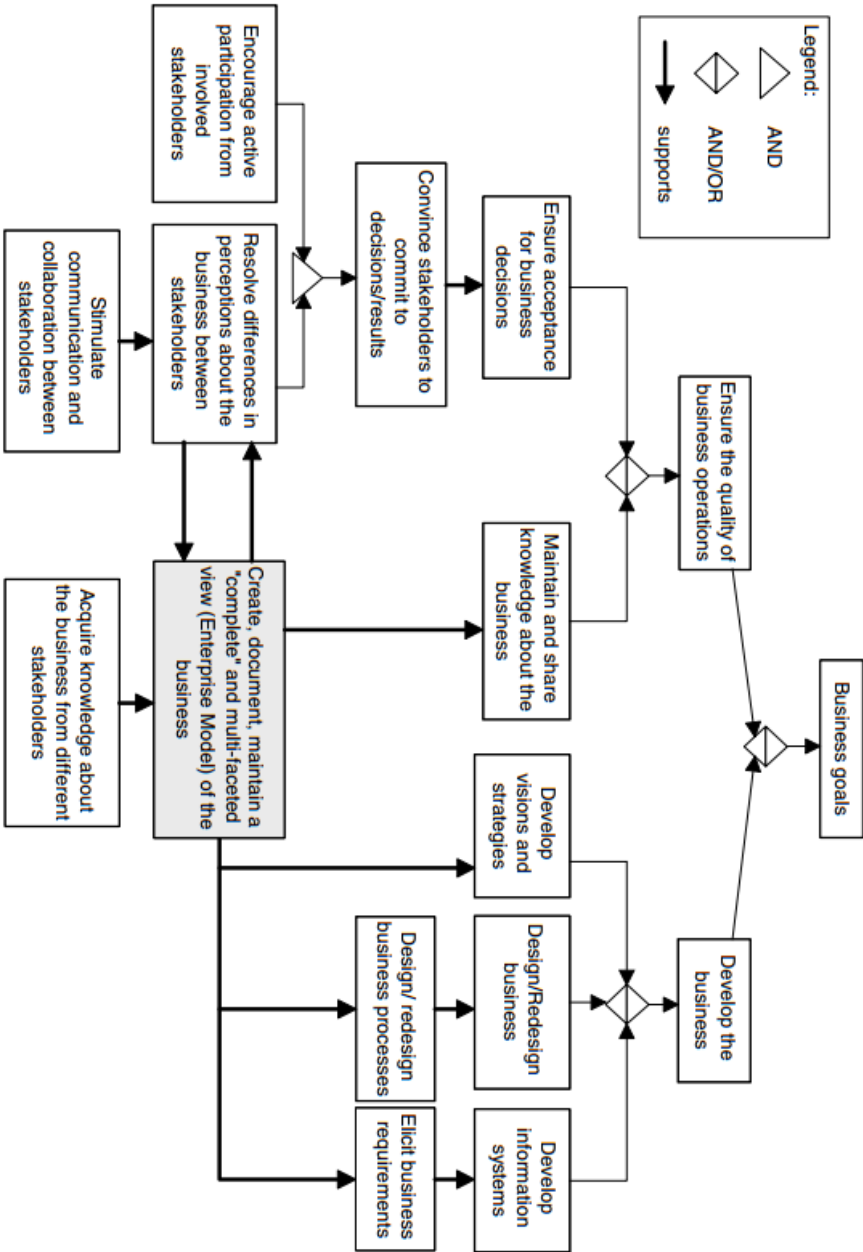 Legend:
AND
AND/OR
supports
Business goals
Ensure the quality of
business operations
Develop the
business
Ensure acceptance
for business
decisions
Maintain and share
knowledge about the
business
Develop
visions and
strategies
Design/Redesign
business
Develop
information
systems
Convince stakeholders to
commit to
decisions/results
Design/ redesign
business processes
Elicit business
requirements
Encourage active
participation from
involved
stakeholders
Resolve differences in
perceptions about the
business between
stakeholders
Create, document, maintain a
"complete" and multi-faceted
view (Enterprise Model) of the
business
Stimulate
communication and
collaboration between
stakeholders
Acquire knowledge about
the business from different
stakeholders